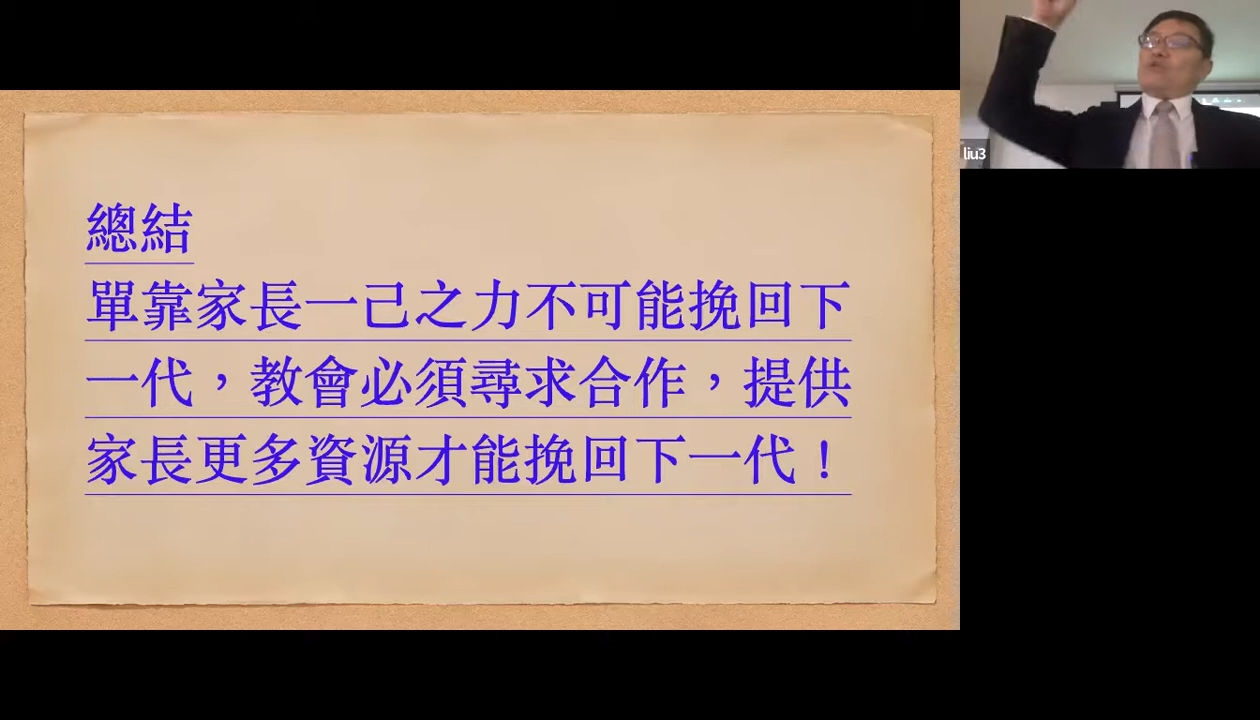 總結
單靠家長一己之力不可能挽回下
一代，教會必須尋求合作，提供
家長更多資源才能挽回下一代！
liu3